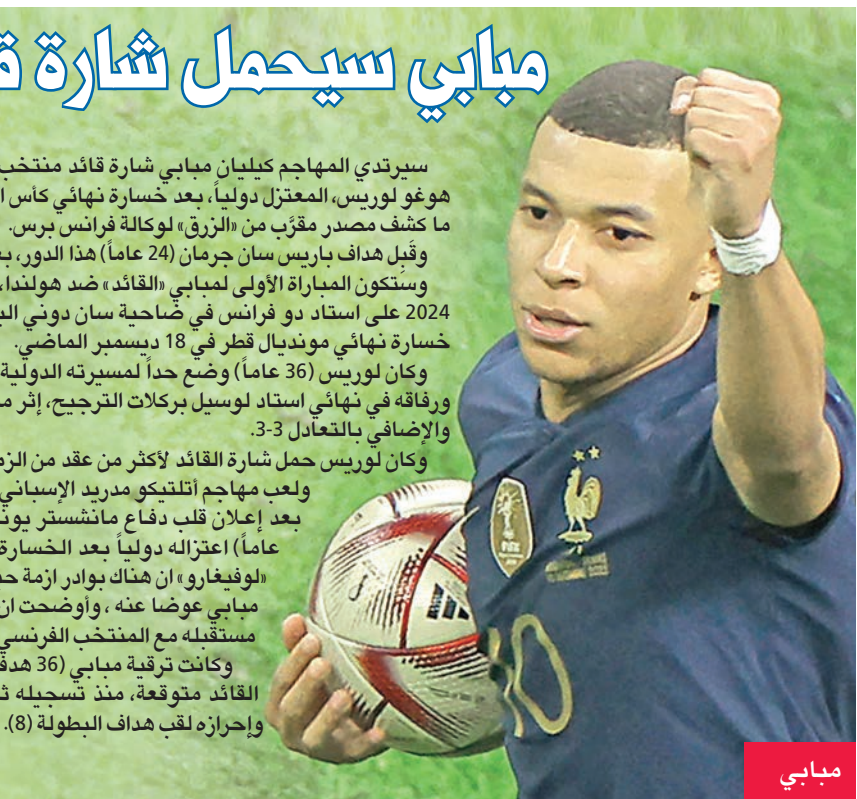 مبابي سيحمل شارة
سيرتدي المهاجم كيليان مبابي شارة قائد منتخب
هوغو لوريس، المعتزل دولياً، بعد خسارة نهائي كأس
ما كشف مصدر مقرَّب من «الزرق» لوكالة فرانس برس.
وقَبِل هداف باريس سان جرمان (24 عاماً) هذا الدور،
وستكون المباراة الأولى لمبابي «القائد» ضد هولندا،
2024 على استاد دو فرانس في ضاحية سان دوني
خسارة نهائي مونديال قطر في 18 ديسمبر الماضي.
وكان لوريس (36 عاماً) وضع حداً لمسيرته الدولية
ورفاقه في نهائي استاد لوسيل بركلات الترجيح، إثر
والإضافي بالتعادل 3-3.
وكان لوريس حمل شارة القائد لأكثر من عقد من
ولعب مهاجم أتلتيكو مدريد الإسباني
بعد إعلان قلب دفاع مانشستر
عاماً) اعتزاله دولياً بعد الخسارة
«لوفيغارو» ان هناك بوادر ازمة
مبابي عوضا عنه ، وأوضحت ان
مستقبله مع المنتخب الفرنسي
وكانت ترقية مبابي (36
القائد متوقعة، منذ تسجيله
وإحرازه لقب هداف البطولة (8).
10
مبابي